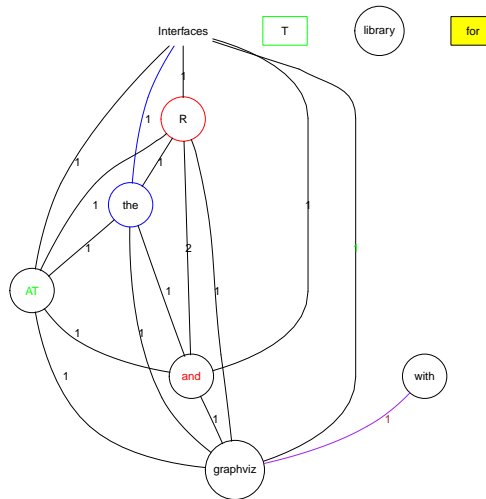 Interfaces T library for
1
R
1 1
1 the
1 1 2 1 1
AT 1 1 1
1 1
1 and with
1 1
graphviz